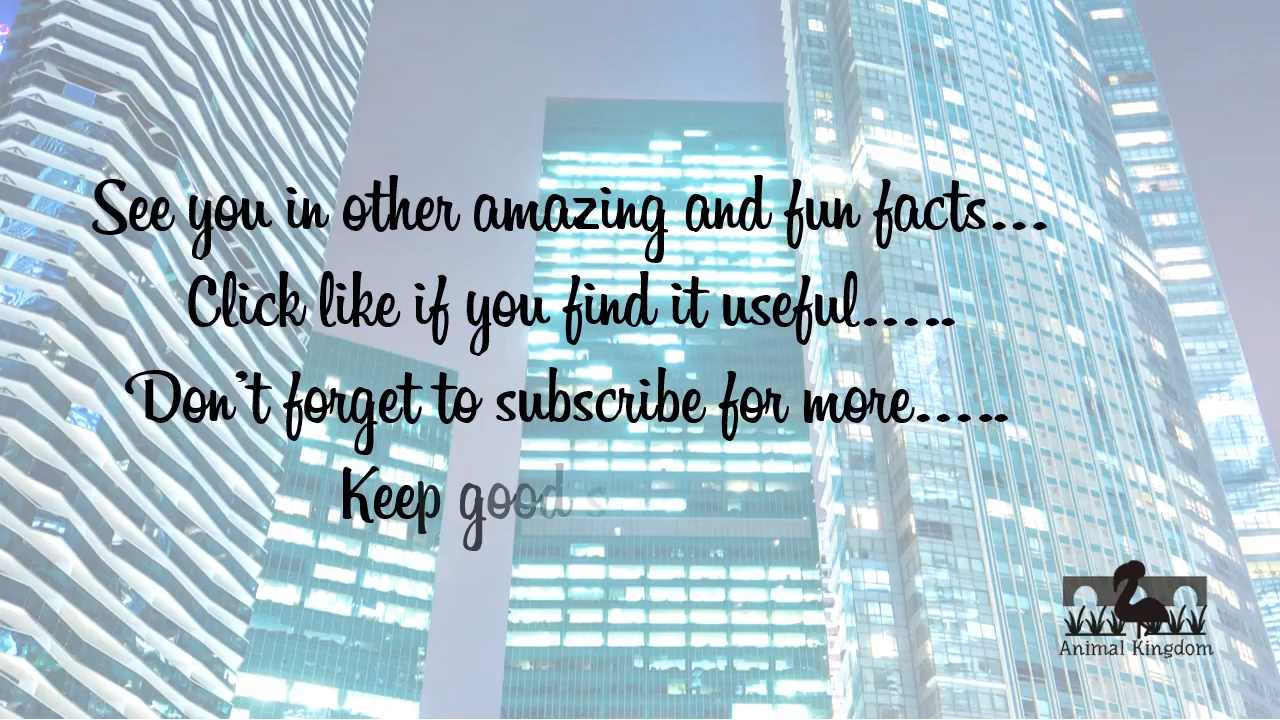 See you in other amazing and fun facts...
Click like if you find it useful.....
Don't forget to subscribe for more.....
Keep good
Animal Kingdom